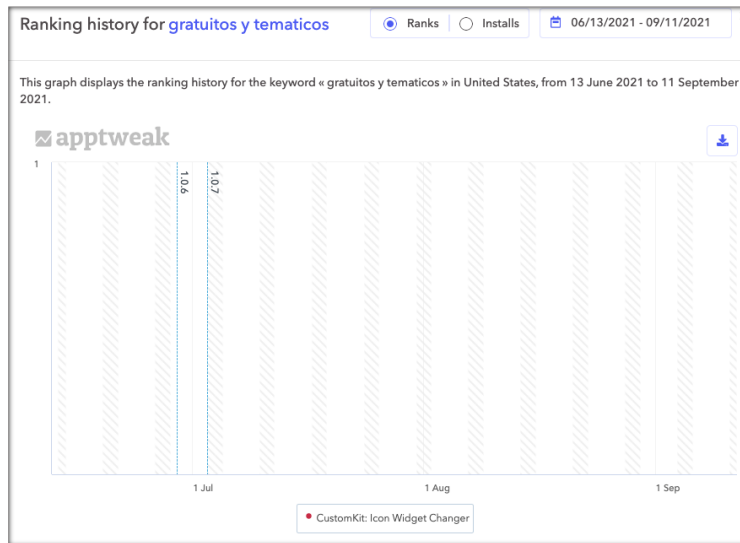 Ranking history for gratuitos y tematicos
Ranks
Installs
06/13/2021 - 09/11/2021
This graph displays the ranking history for the keyword « gratuitos y tematicos » in United States, from 13 June 2021 to 11 September
2021.
apptweak
1
1.0.6
1.0.7
1 Jul
1 Aug
1 Sep
CustomKit: Icon Widget Changer